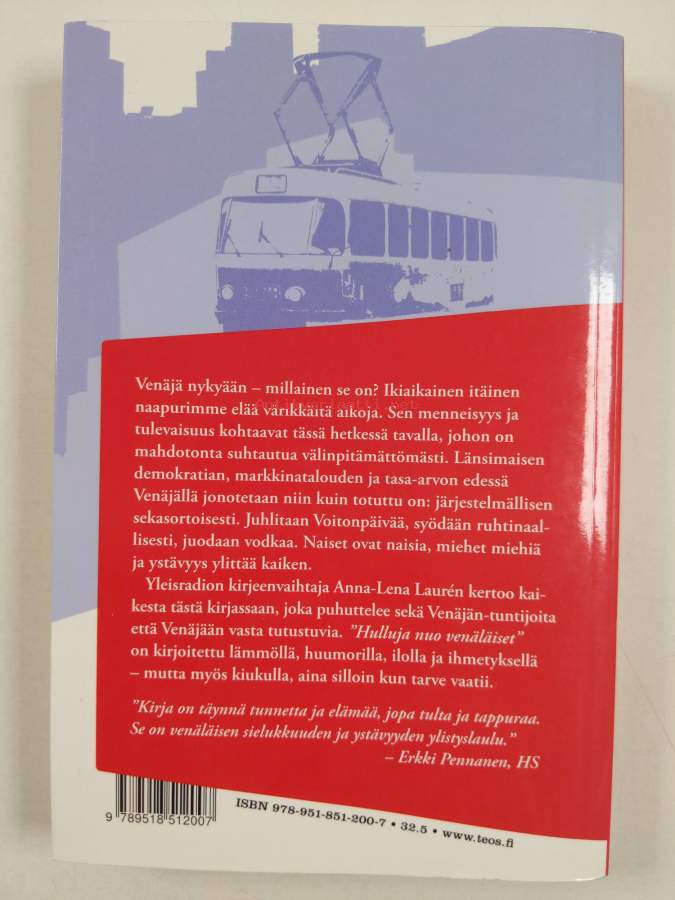 Venäjä nykyään – millainen se on? Ikiaikainen itäinen
naapurimme elää värikkäitä aikoja. Sen menneisyys ja
tulevaisuus kohtaavat tässä hetkessä tavalla, johon on
mahdotonta suhtautua välinpitämättömästi. Länsimaisen
demokratian, markkinatalouden ja tasa-arvon edessä
Venäjällä jonotetaan niin kuin totuttu on: järjestelmällisen
sekasortoisesti. Juhlitaan Voitonpäivää, syödään ruhtinaal-
lisesti, juodaan vodkaa. Naiset ovat naisia, miehet miehiä
ja ystävyys ylittää kaiken.
Yleisradion kirjeenvaihtaja Anna-Lena Laurén kertoo kai-
kesta tästä kirjassaan, joka puhuttelee sekä Venäjän-tuntijoita
että Venäjään vasta tutustuvia. ”Hulluja nuo venäläiset”
on kirjoitettu lämmöllä, huumorilla, ilolla ja ihmetyksellä
– mutta myös kiukulla, aina silloin kun tarve vaatii.
”Kirja on täynnä tunnetta ja elämää, jopa tulta ja tappuraa.
Se on venäläisen sielukkuuden ja ystävyyden ylistyslaulu.”
– Erkki Pennanen, HS
ISBN 978-951-851-200-7 • 32.5 • www.teos.fi
9 789518 512007